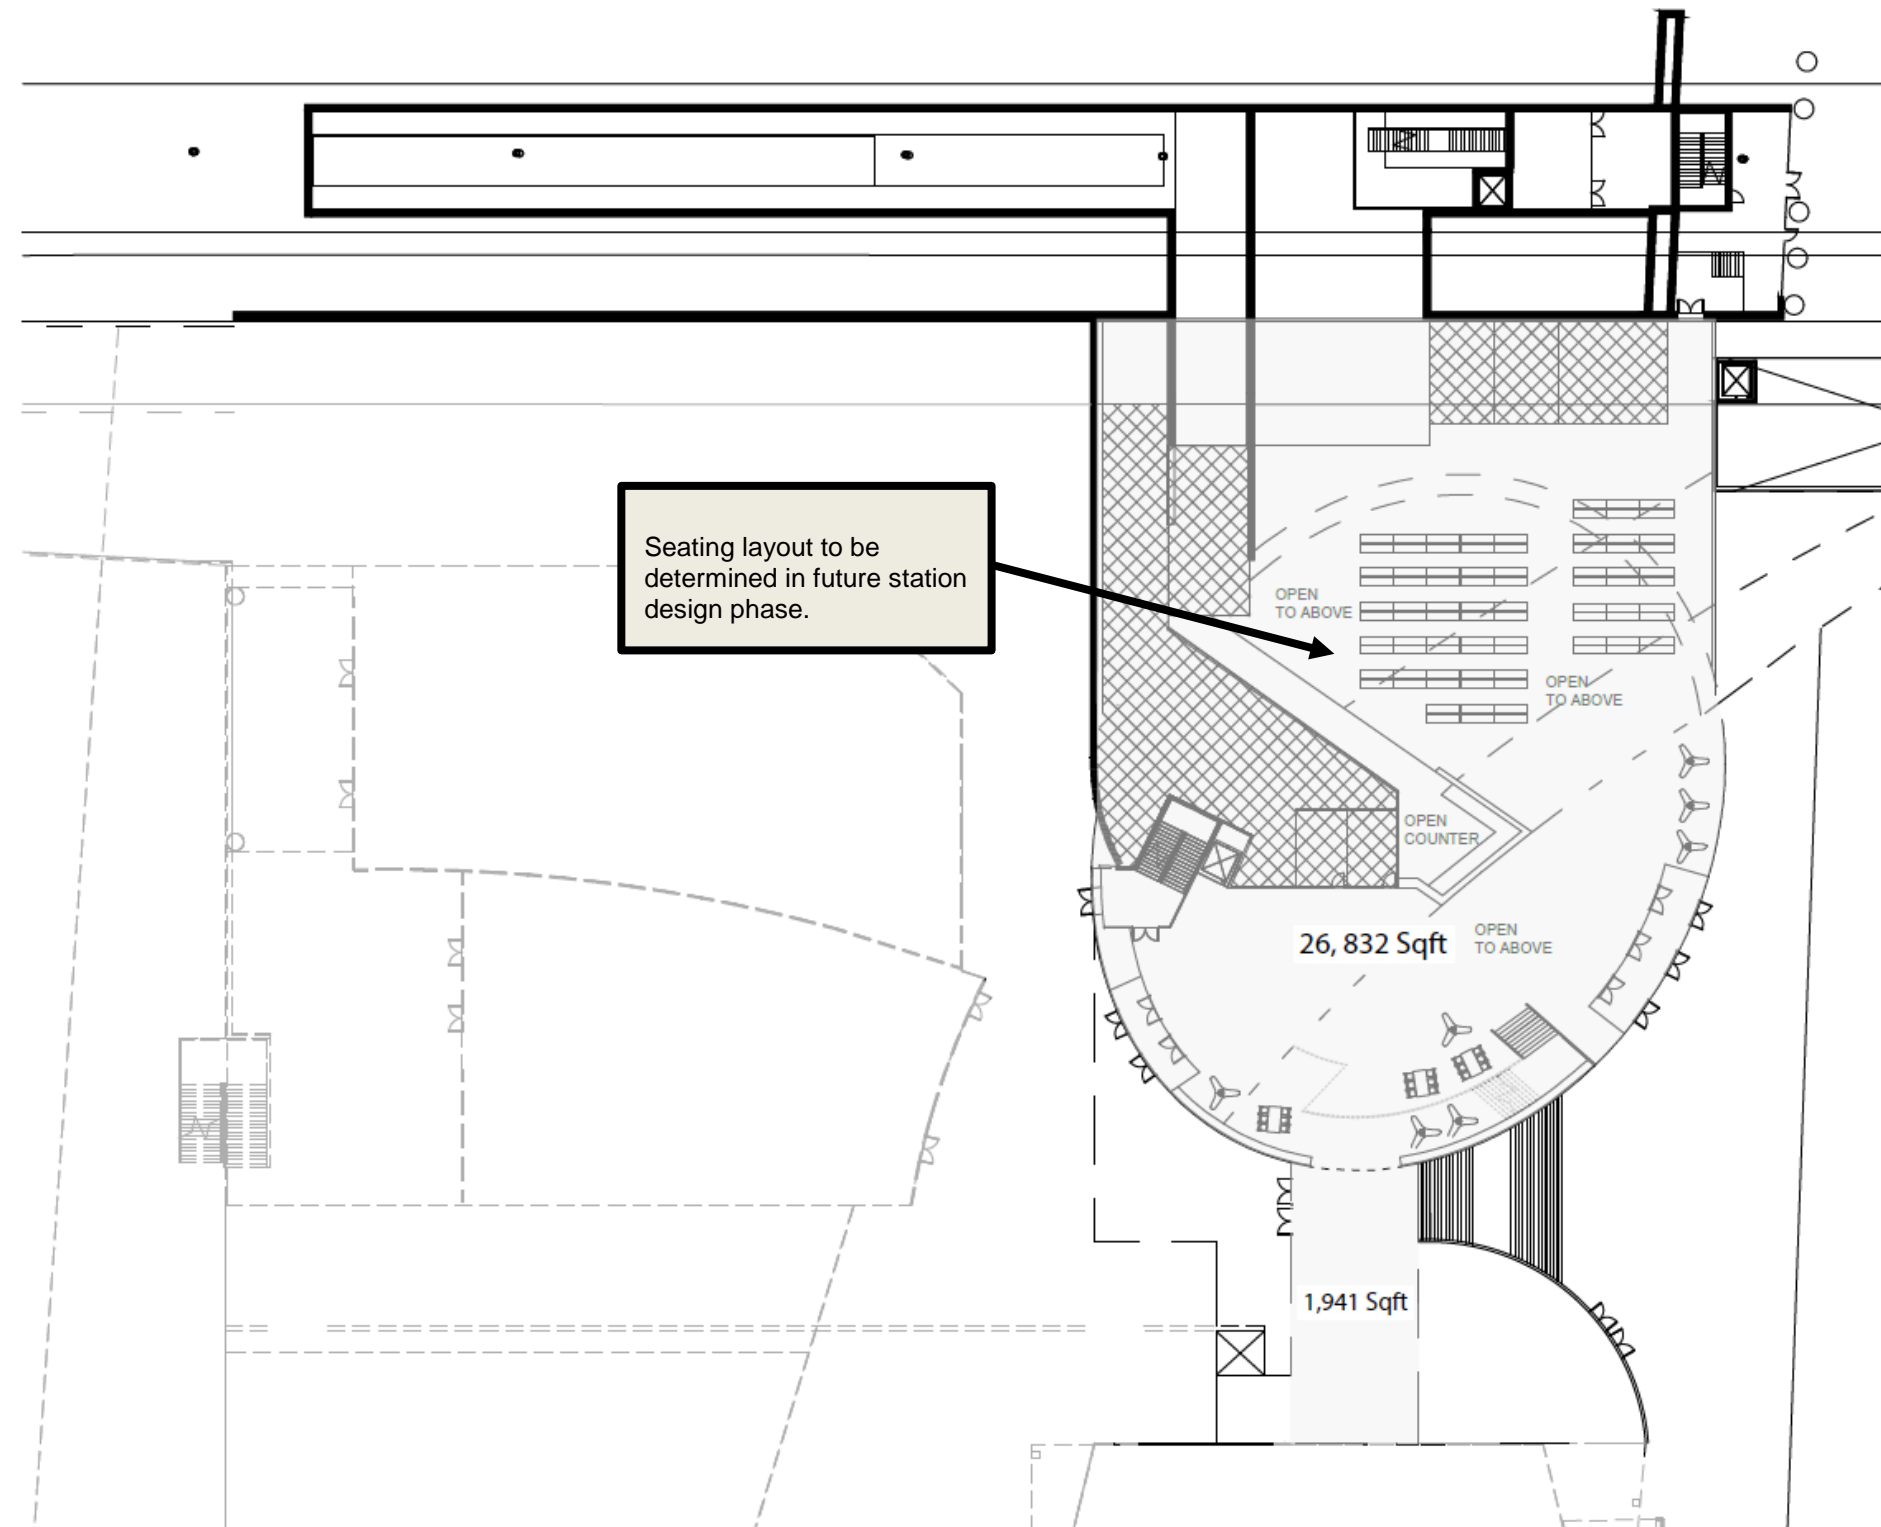 Seating layout to be
determined in future station
design phase.
OPEN
TO ABOVE
OPEN
TO ABOVE
OPEN
COUNTER
26, 832 Sqft
OPEN
TO ABOVE
1,941 Sqft